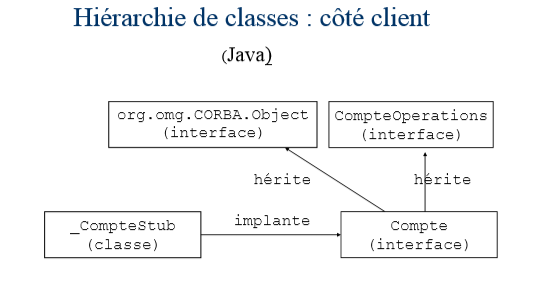 Hiérarchie de classes : côté client
(Java)
org.omg.CORBA.Object
(interface)
CompteOperations
(interface)
hérite
hérite
_CompteStub
(classe)
implante
Compte
(interface)